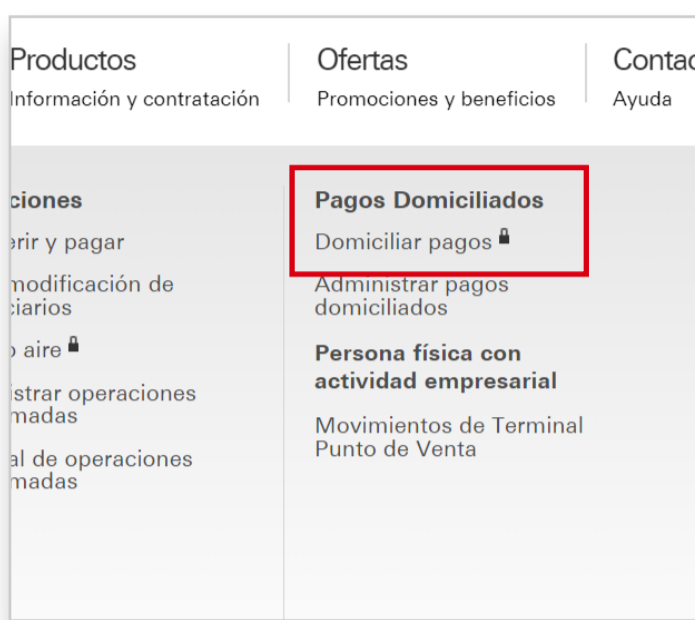 Productos
Información y contratación
Ofertas
Promociones y beneficios
Contac
Ayuda
ciones
erir y pagar
modificación de
ciarios
o aire
istrar operaciones
madas
al de operaciones
madas
Pagos Domiciliados
Domiciliar pagos
Administrar pagos
domiciliados
Persona física con
actividad empresarial
Movimientos de Terminal
Punto de Venta